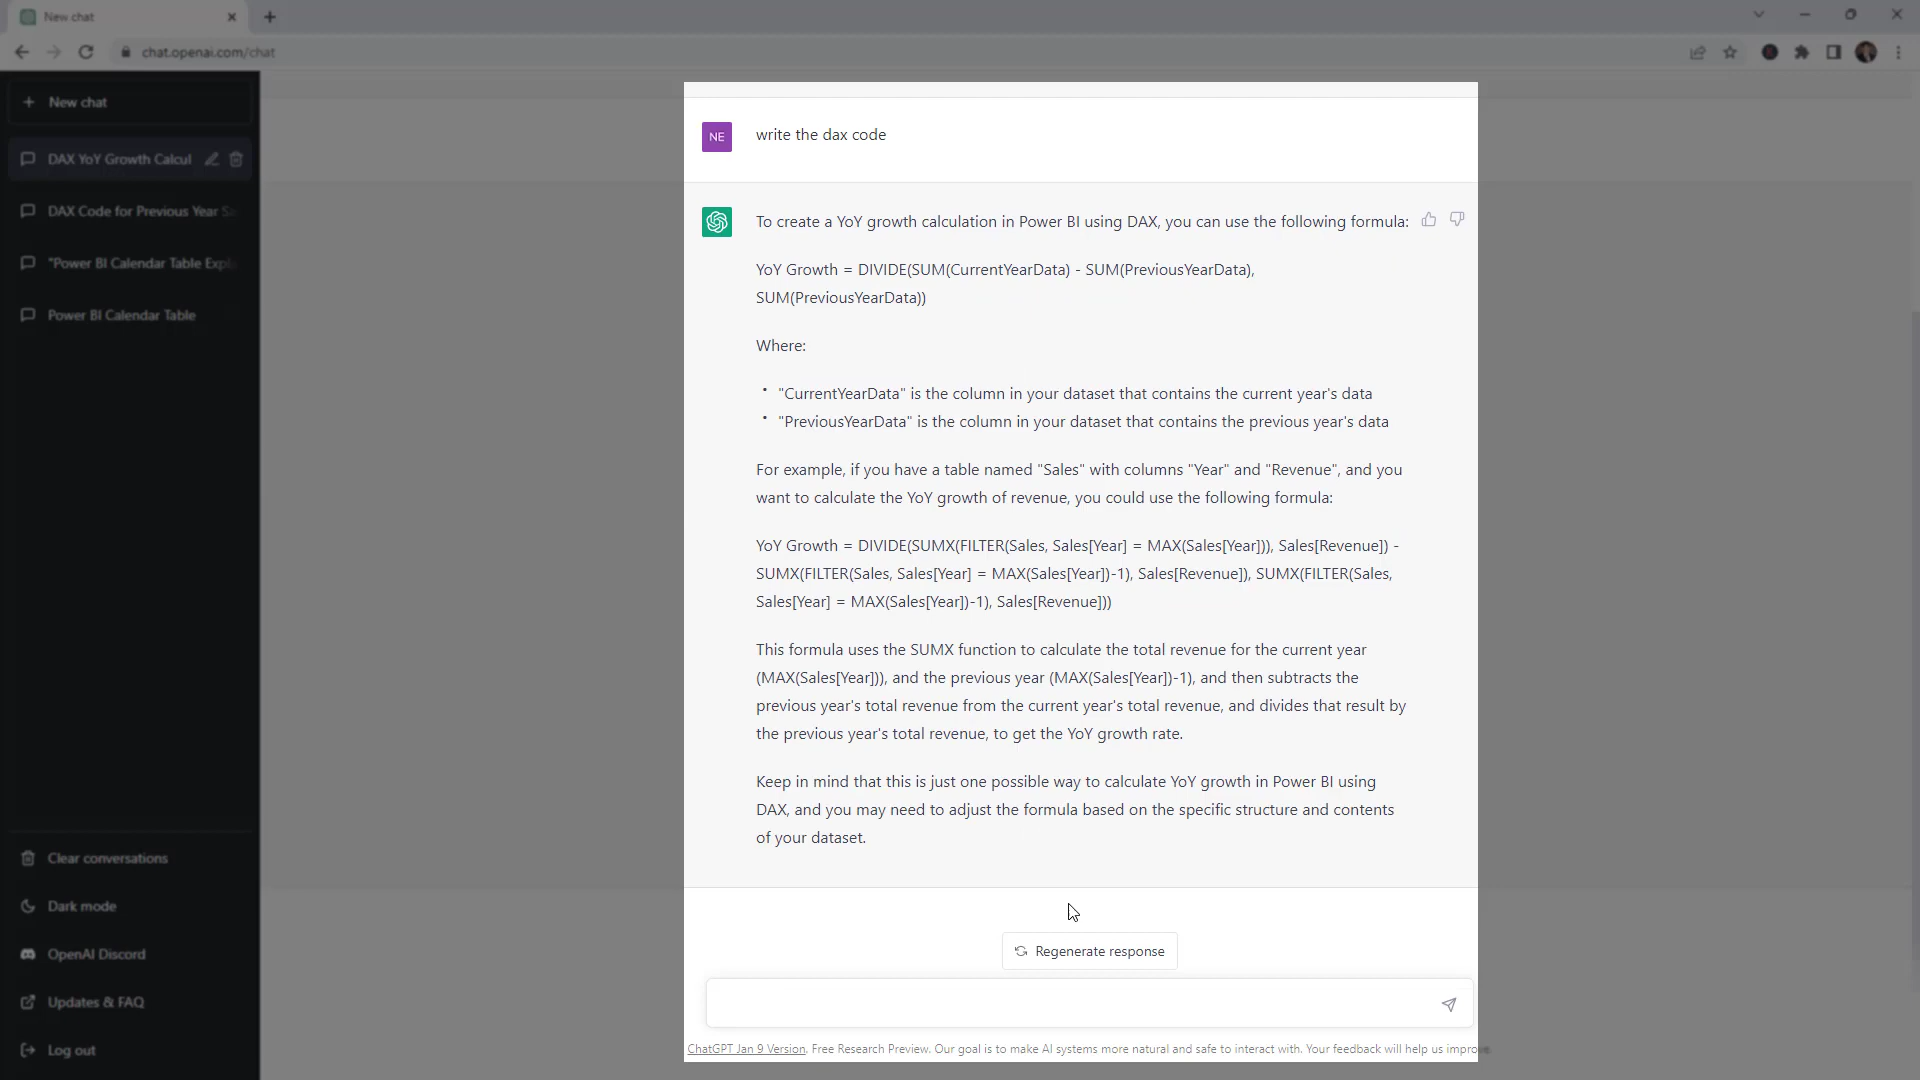 New chat
chat.openai.com/chat
New chat
DAX YoY Growth Calcul
DAX Code for Previous Year
"Power BI Calendar Table
Power BI Calendar Table
Clear conversations
Dark mode
OpenAI Discord
Updates & FAQ
Log out
NE
write the dax code
To create a YoY growth calculation in Power BI using DAX, you can use the following formula:
YoY Growth = DIVIDE(SUM(CurrentYearData) - SUM(PreviousYearData),
SUM(PreviousYearData))
Where:
• "CurrentYearData" is the column in your dataset that contains the current year's data
• "PreviousYearData" is the column in your dataset that contains the previous year's data
For example, if you have a table named "Sales" with columns "Year" and "Revenue", and you
want to calculate the YoY growth of revenue, you could use the following formula:
YoY Growth = DIVIDE(SUMX(FILTER(Sales, Sales[Year] = MAX(Sales[Year])), Sales[Revenue]) -
SUMX(FILTER(Sales, Sales[Year] = MAX(Sales[Year])-1), Sales[Revenue]), SUMX(FILTER(Sales,
Sales[Year] = MAX(Sales[Year])-1), Sales[Revenue]))
This formula uses the SUMX function to calculate the total revenue for the current year
(MAX(Sales[Year])), and the previous year (MAX(Sales[Year])-1), and then subtracts the
previous year's total revenue from the current year's total revenue, and divides that result by
the previous year's total revenue, to get the YoY growth rate.
Keep in mind that this is just one possible way to calculate YoY growth in Power BI using
DAX, and you may need to adjust the formula based on the specific structure and contents
of your dataset.
Regenerate response
ChatGPT Jan 9 Version. Free Research Preview. Our goal is to make AI systems more natural and safe to interact with. Your feedback will help us improve